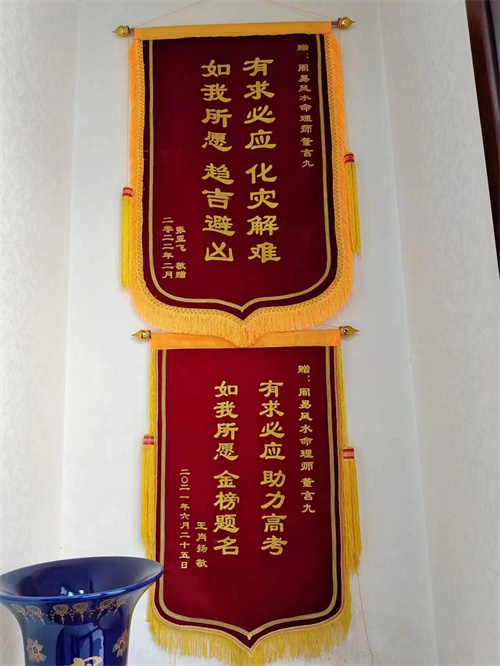 赠：周易风水命理师 董言九
有求必应 化灾解难
如我所愿 趋吉避凶
张亚飞 敬赠
二零二二年二月
赠：周易风水命理师 董言九
有求必应 助力高考
如我所愿 金榜题名
王肖扬 敬
二〇二一年六月二十五日